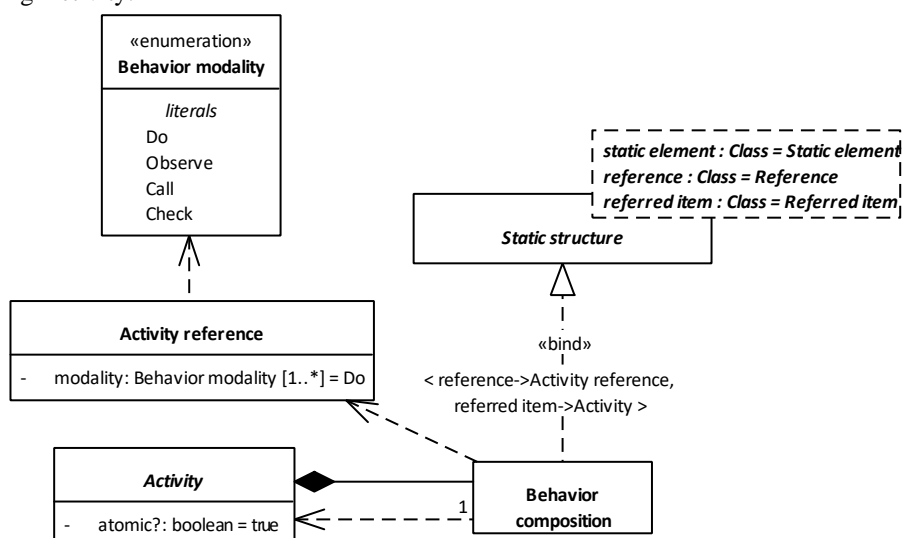 «enumeration»
Behavior modality
literals
Do
Observe
Call
Check
static element : Class = Static element
reference : Class = Reference
referred item : Class = Referred item
Static structure
Activity reference
- modality: Behavior modality [1..*] = Do
«bind»
< reference->Activity reference,
referred item->Activity >
Activity
- atomic?: boolean = true
1
Behavior
composition